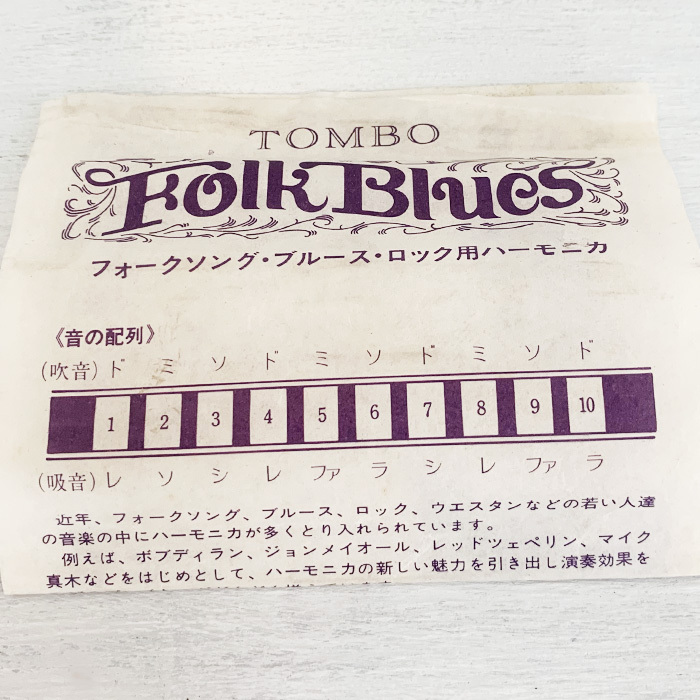 TOMBO
Folk Blues
フォークソング・ブルース・ロック用ハーモニカ
《音の配列》
(吹音) ド ミ ソ ド ミ ソ ド ミ ソ ド
1 2 3 4 5 6 7 8 9 10
(吸音) レ ソ シ レ ファ ラ シ レ ファ ラ
近年、フォークソング、ブルース、ロック、ウエスタンなどの若い人達
の音楽の中にハーモニカが多くとり入れられています。
例えば、ボブディラン、ジョンメイオール、レッドツェペリン、マイク
真木などをはじめとして、ハーモニカの新しい魅力を引き出し演奏効果を